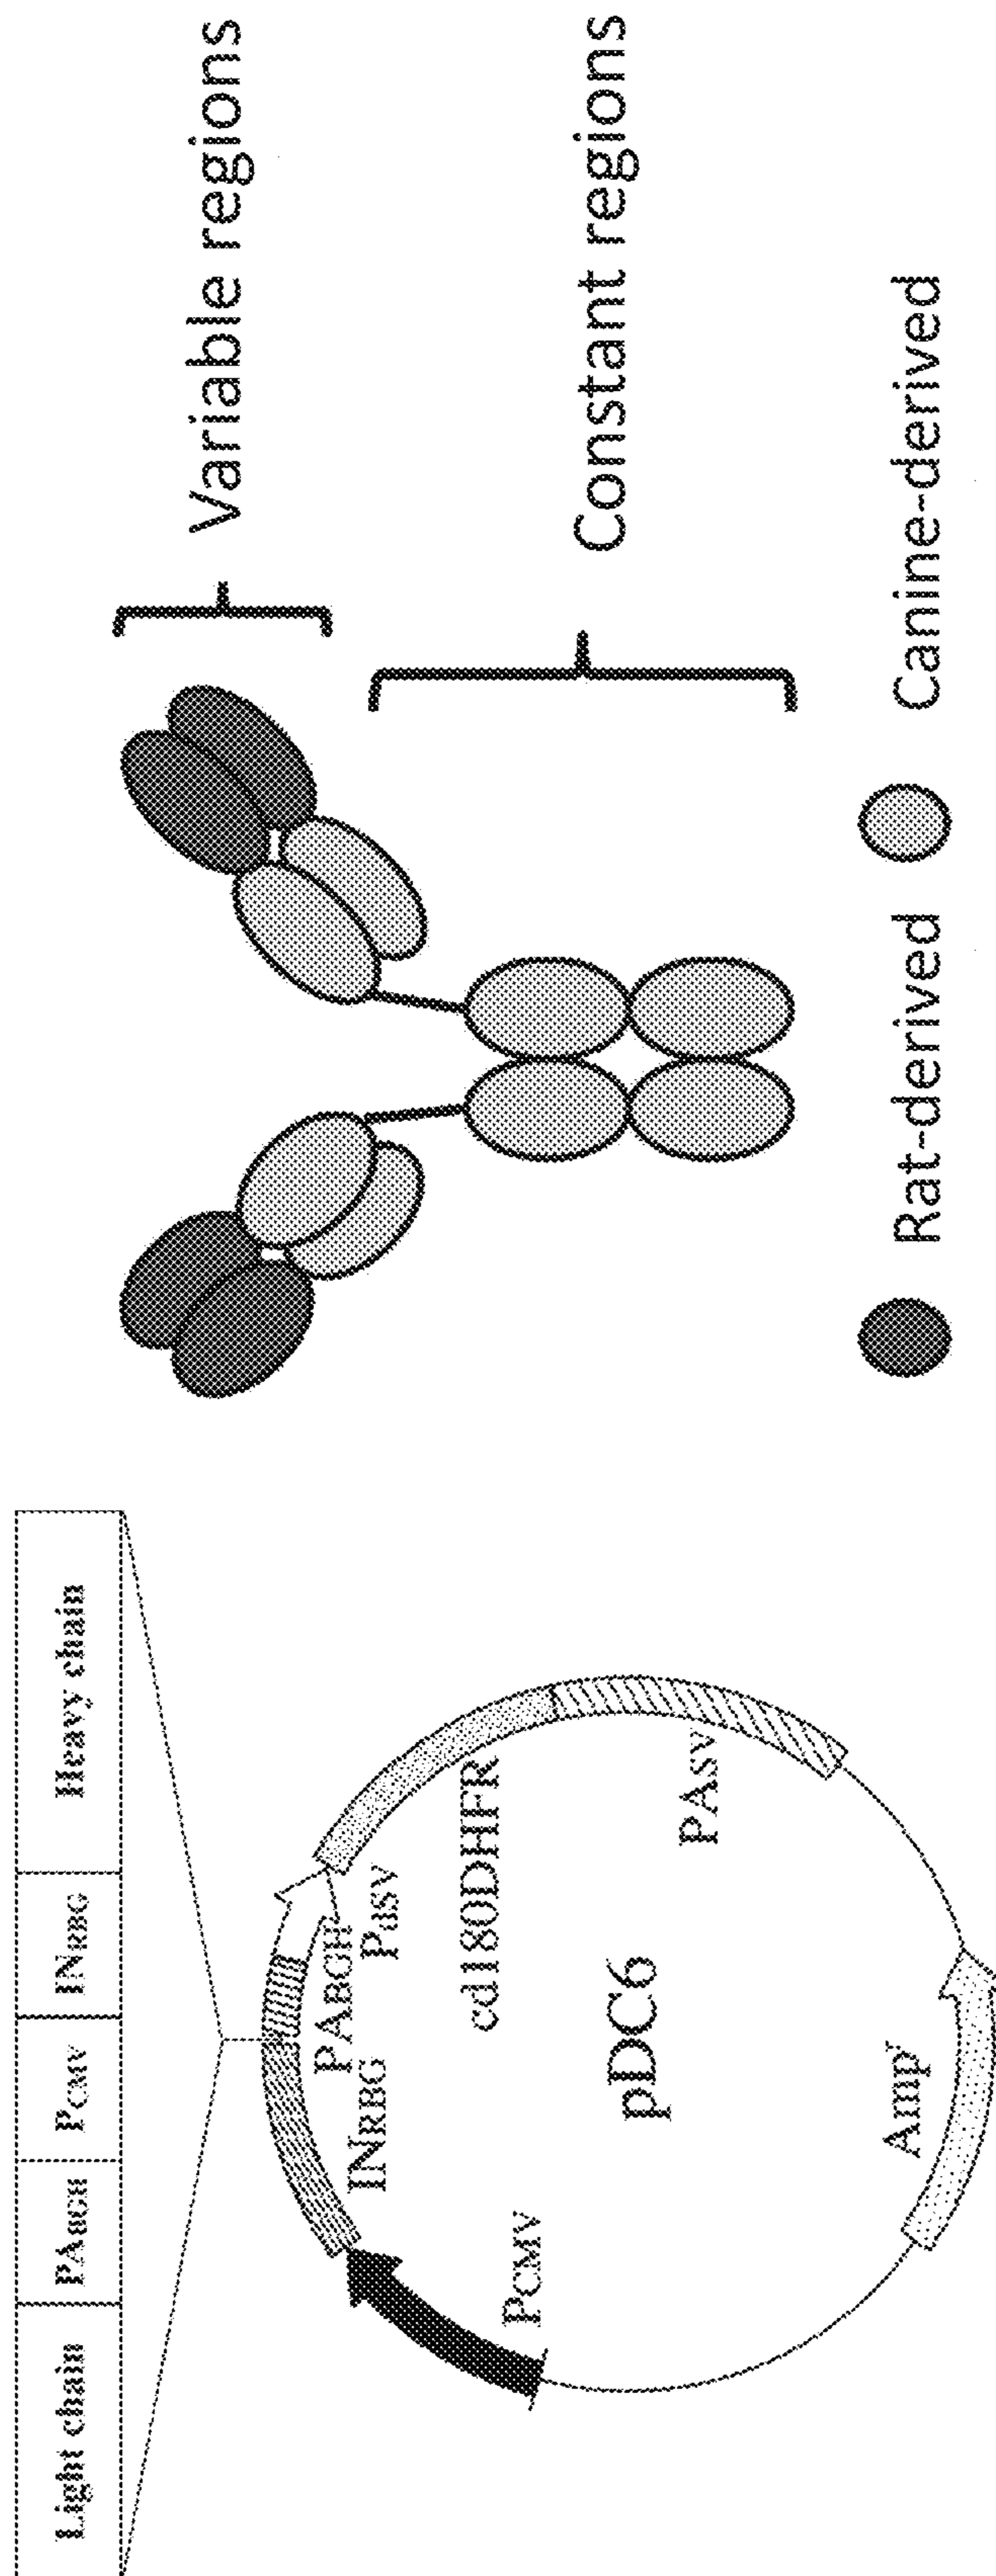 Light chain
PABGH
PCMV
INRBG
Heavy chain
PCMV
INRBG
PABGH
PdSV
cd180DHFR
PASV
pDC6
Ampr
Variable regions
Constant regions
Rat-derived
Canine-derived